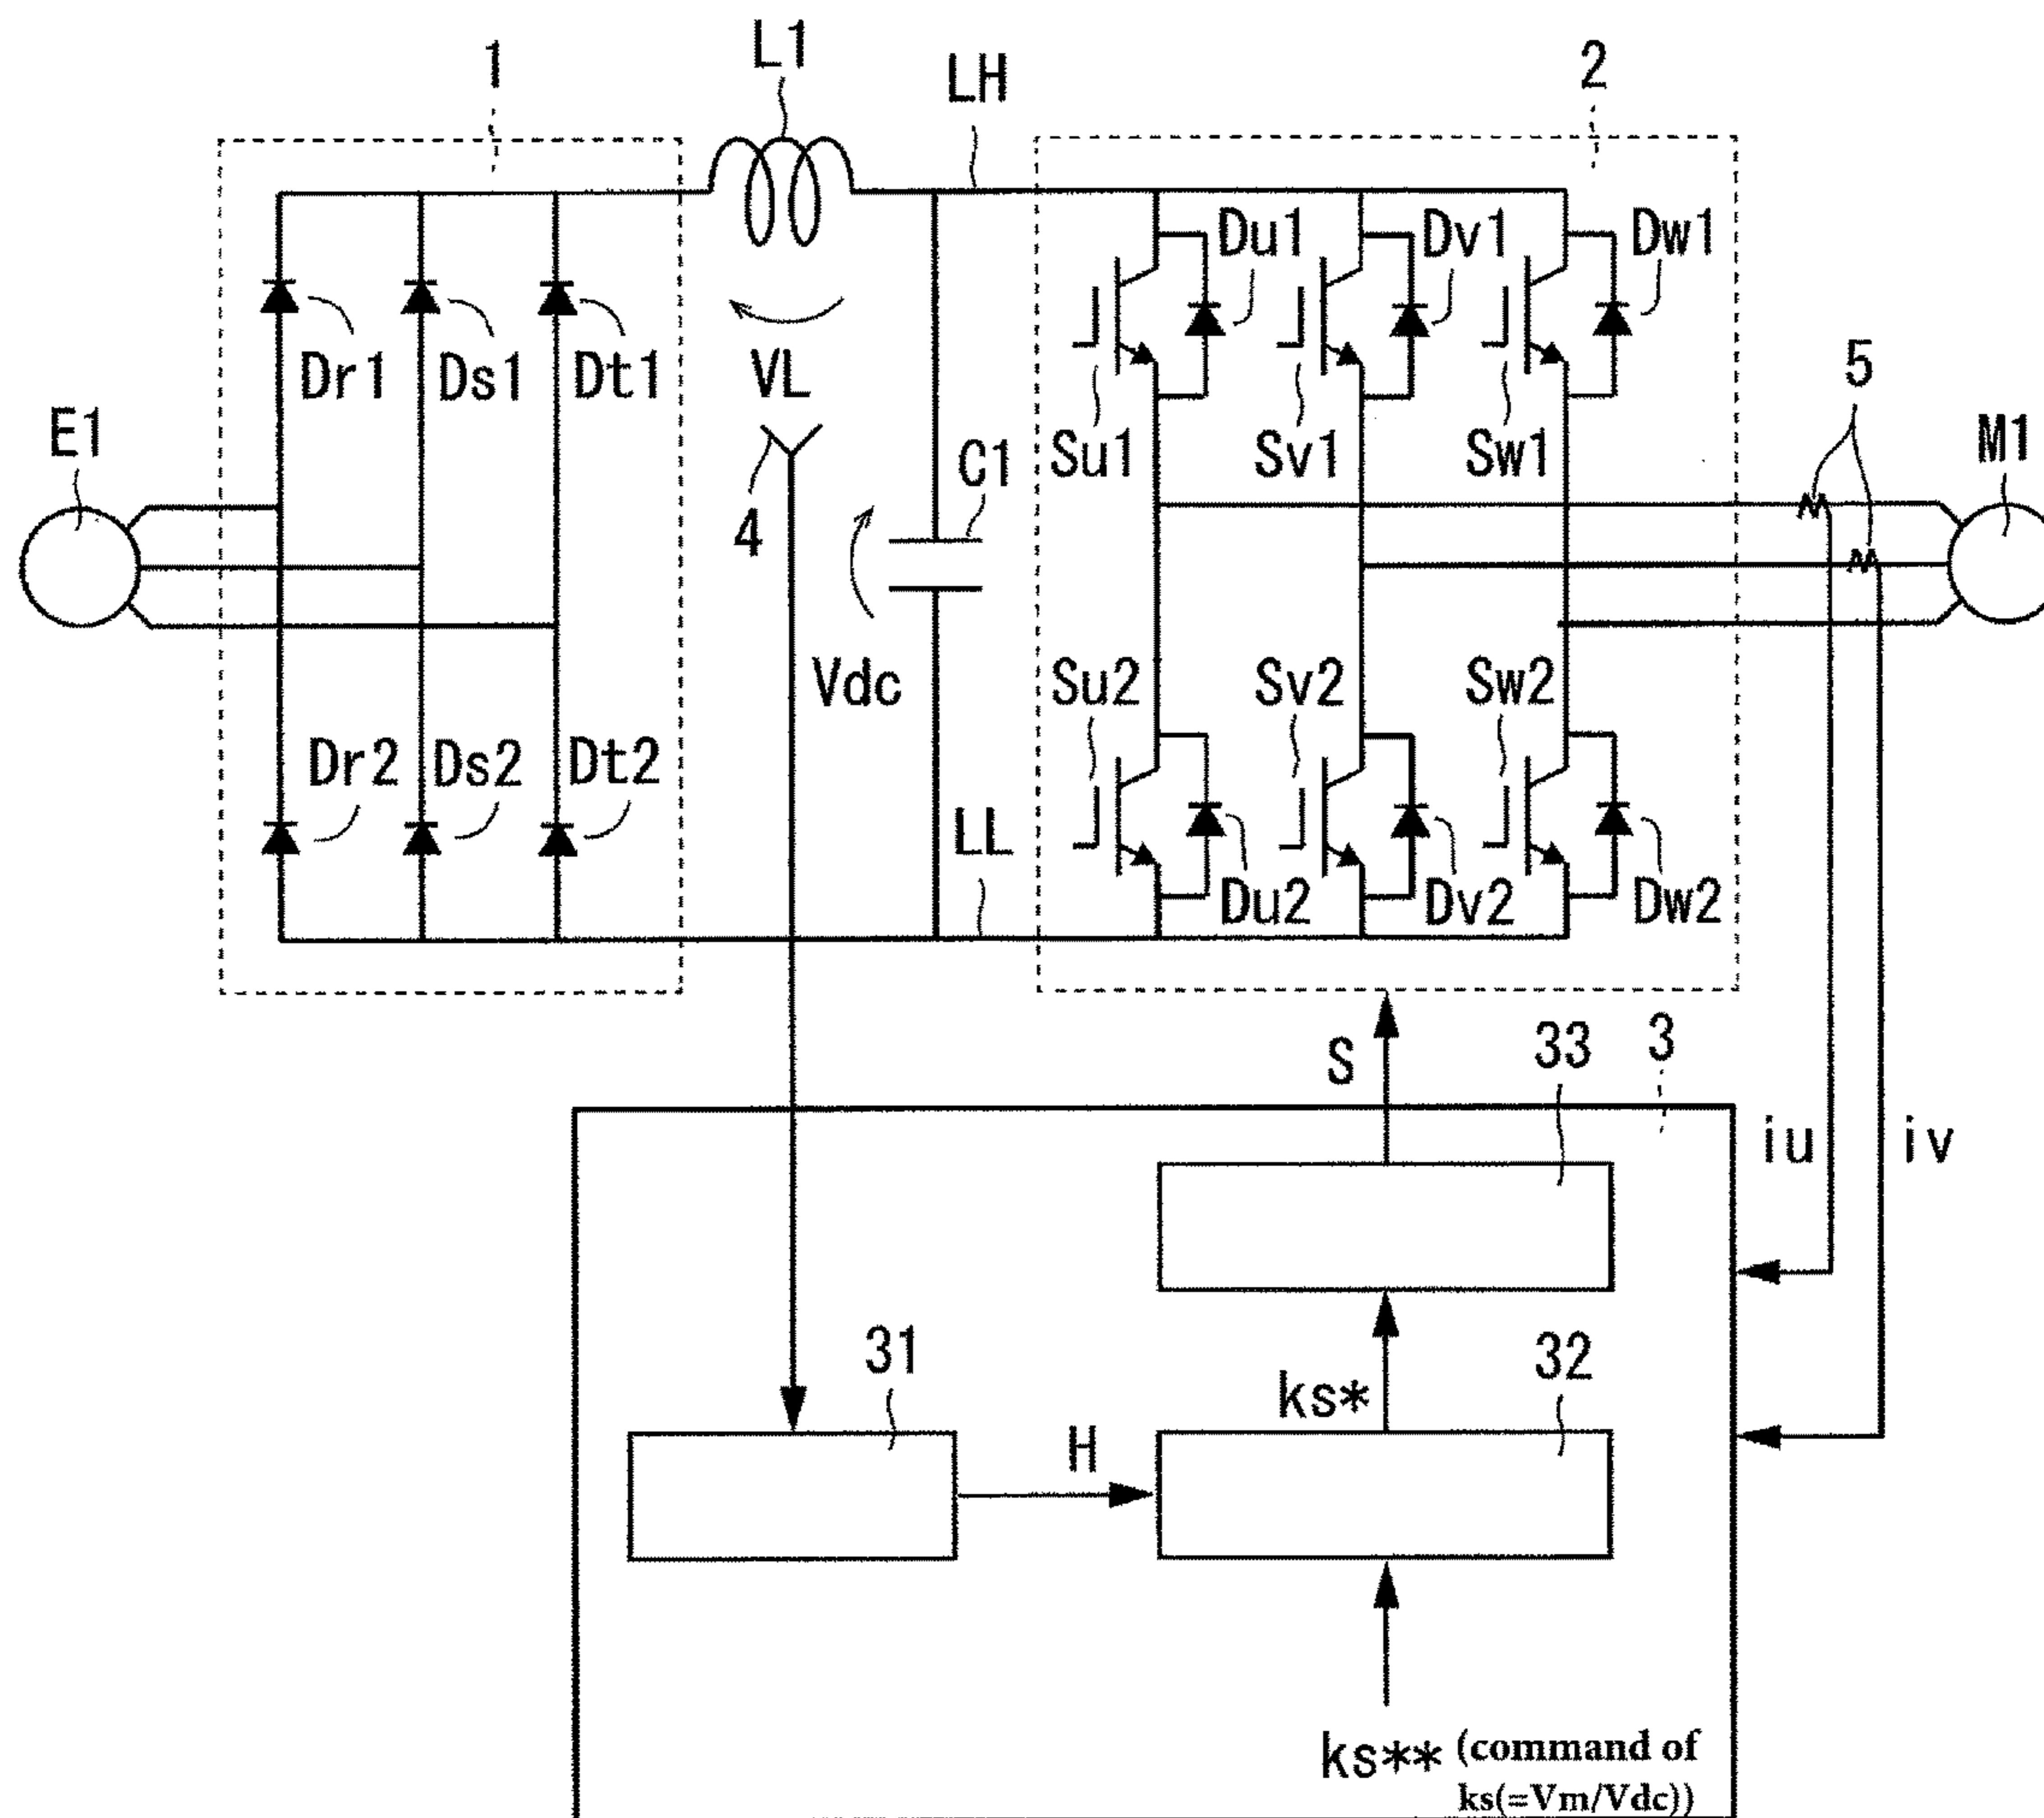 1
L1
LH
2
Du1
Dv1
Dw1
Dr1
Ds1
Dt1
VL
E1
4
C1
Su1
Sv1
Sw1
5
M1
Vdc
Su2
Sv2
Sw2
Dr2
Ds2
Dt2
LL
Du2
Dv2
Dw2
S
33
3
iu
iv
31
32
ks*
H
ks** (command of
ks(=Vm/Vdc))